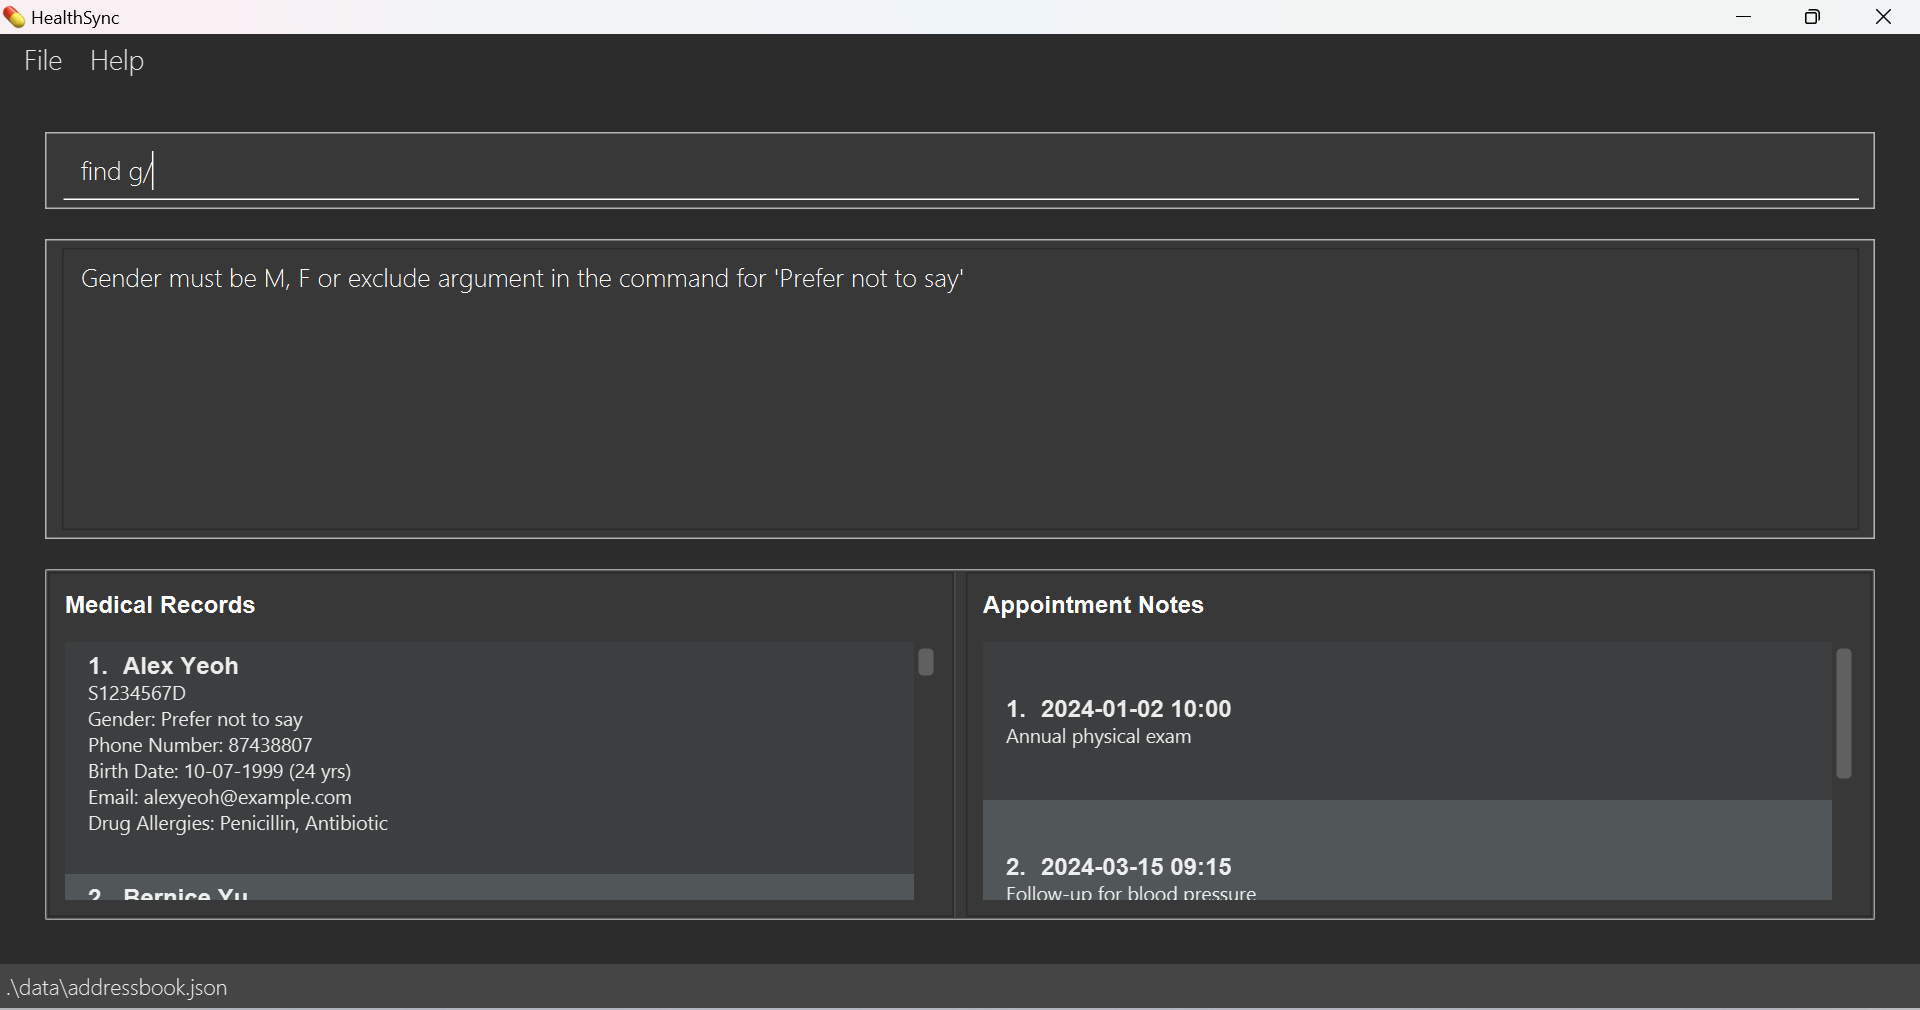 HealthSync
File Help
find g/
Gender must be M, F or exclude argument in the command for 'Prefer not to say'
Medical Records
1. Alex Yeoh
S1234567D
Gender: Prefer not to say
Phone Number: 87438807
Birth Date: 10-07-1999 (24 yrs)
Email: alexyeoh@example.com
Drug Allergies: Penicillin, Antibiotic
2. Bernice Yu
Appointment Notes
1. 2024-01-02 10:00
Annual physical exam
2. 2024-03-15 09:15
Follow-up for blood pressure
.\data\addressbook.json